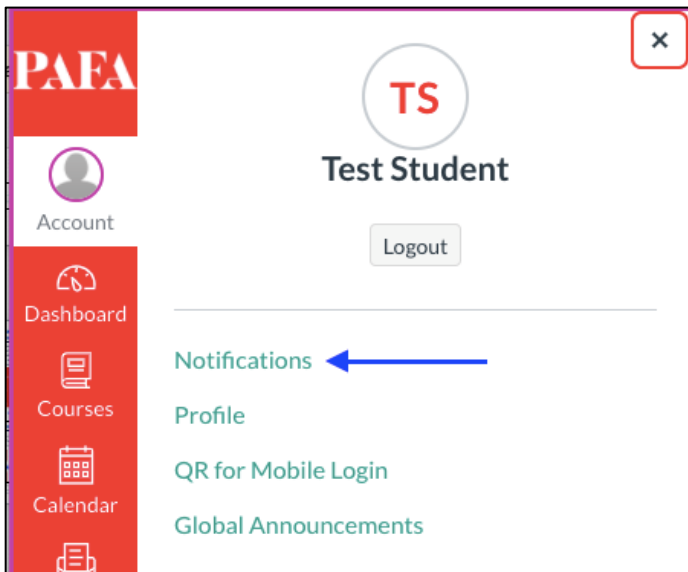 PAFA
Account
Dashboard
Courses
Calendar
×
TS
Test Student
Logout
Notifications
Profile
QR for Mobile Login
Global Announcements